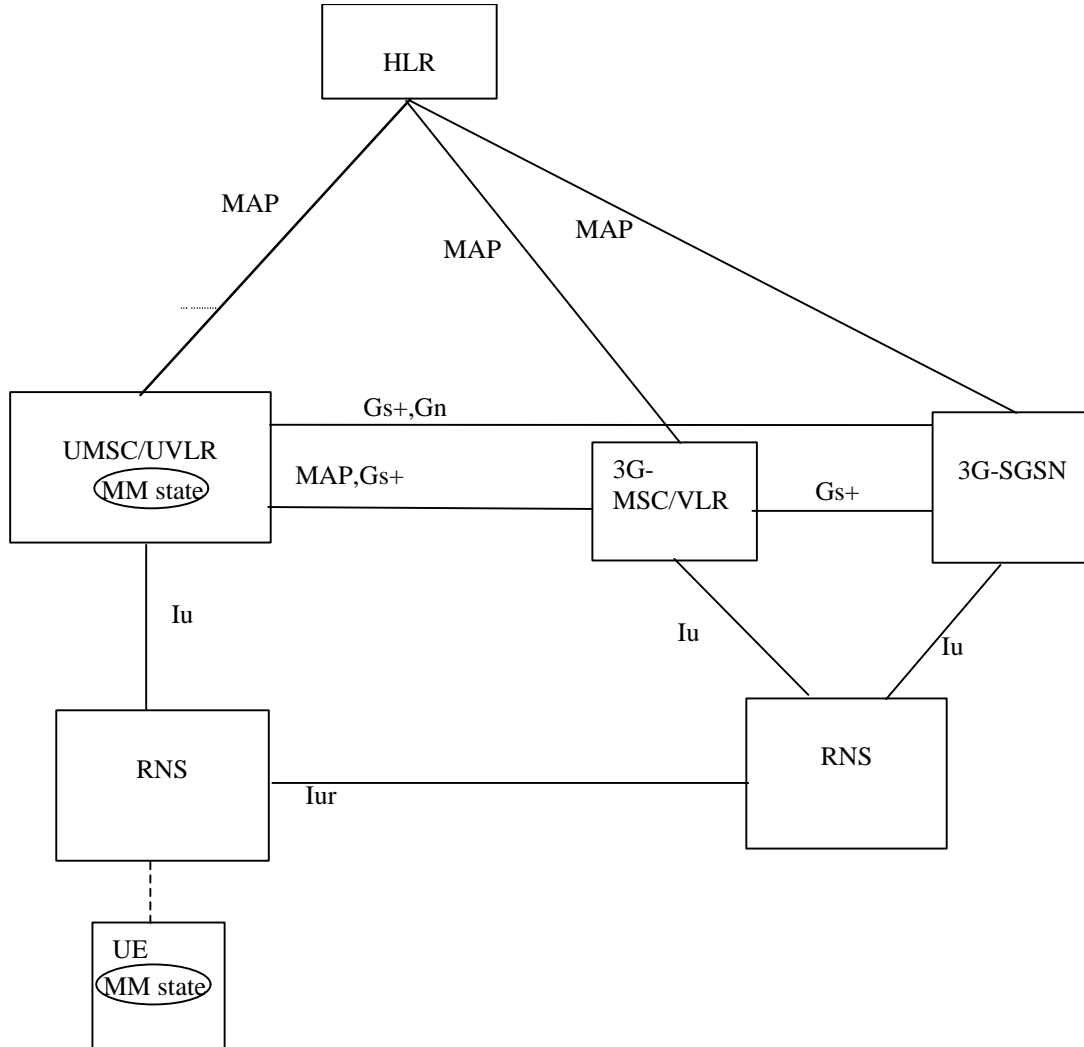 HLR
MAP
MAP
MAP
Gs+,Gn
UMSC/UVLR
MM state
MAP,Gs+
3G-
MSC/VLR
Gs+
3G-SGSN
Iu
Iu
Iu
RNS
RNS
Iur
UE
MM state